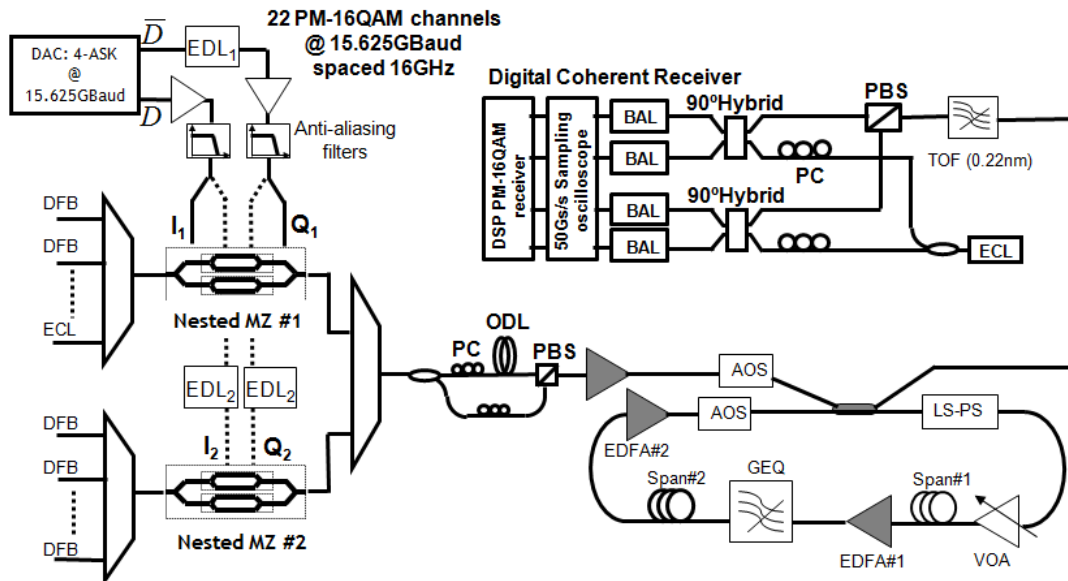 22 PM-16QAM channels
@ 15.625GBaud
spaced 16GHz
DAC: 4-ASK
@
15.625GBaud
D̅
D
EDL1
Anti-aliasing
filters
I1
Q1
DFB
DFB
ECL
Nested MZ #1
EDL2
EDL2
I2
Q2
DFB
DFB
DFB
Nested MZ #2
Digital Coherent Receiver
DSP PM-16QAM
receiver
50Gs/s Sampling
oscilloscope
BAL
BAL
BAL
BAL
90ºHybrid
90ºHybrid
PBS
PC
TOF (0.22nm)
ECL
PC
ODL
PBS
AOS
AOS
LS-PS
EDFA#2
Span#2
GEQ
EDFA#1
Span#1
VOA